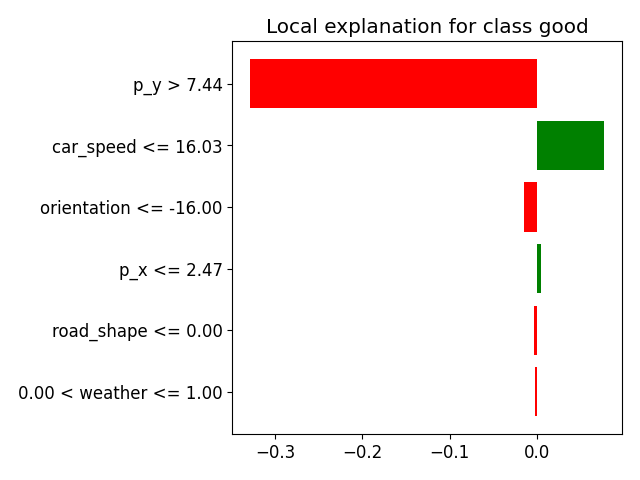 Local explanation for class good
p_y > 7.44
car_speed <= 16.03
orientation <= -16.00
p_x <= 2.47
road_shape <= 0.00
0.00 < weather <= 1.00
−0.3 −0.2 −0.1 0.0